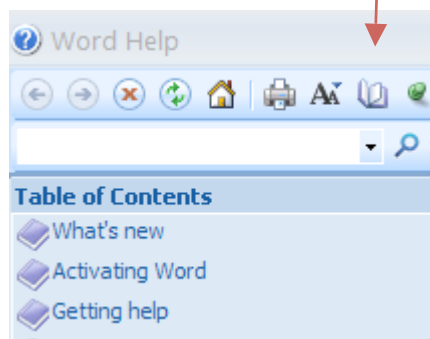 Word Help
Table of Contents
What's new
Activating Word
Getting help